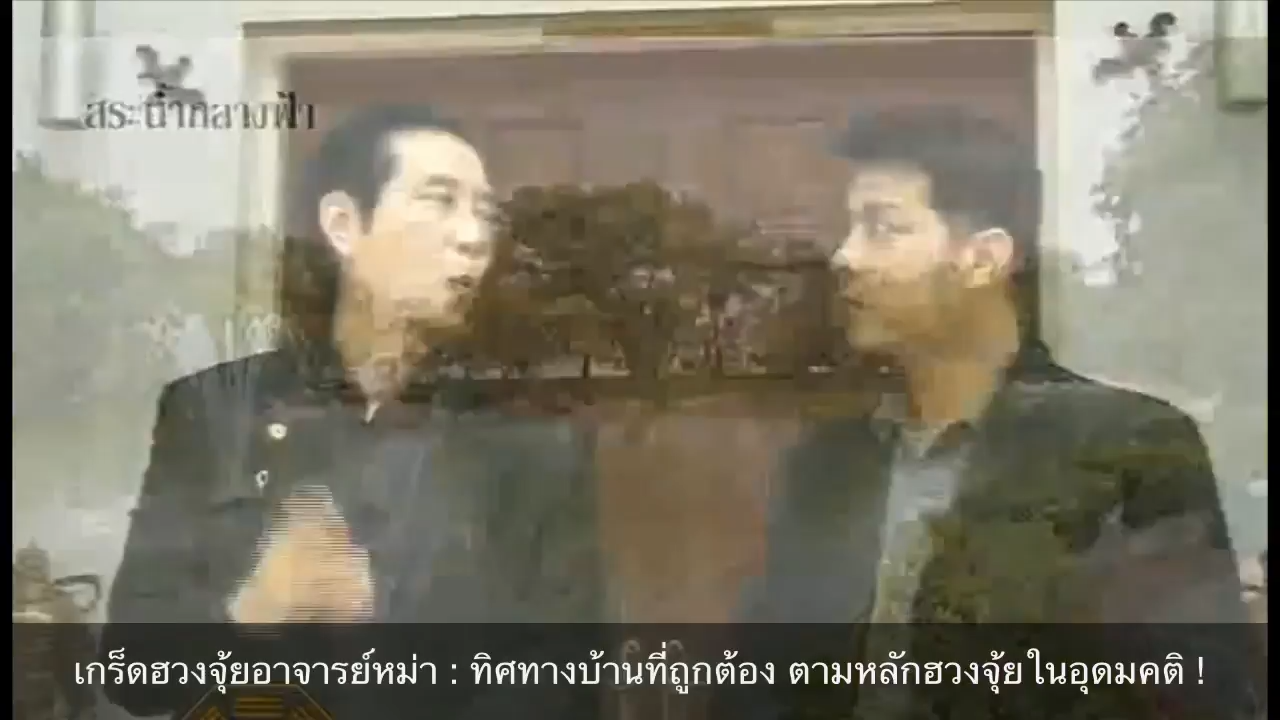 สระน้ำกลางฟ้า
เกร็ดฮวงจุ้ยอาจารย์หม่า : ทิศทางบ้านที่ถูกต้อง ตามหลักฮวงจุ้ยในอุดมคติ !